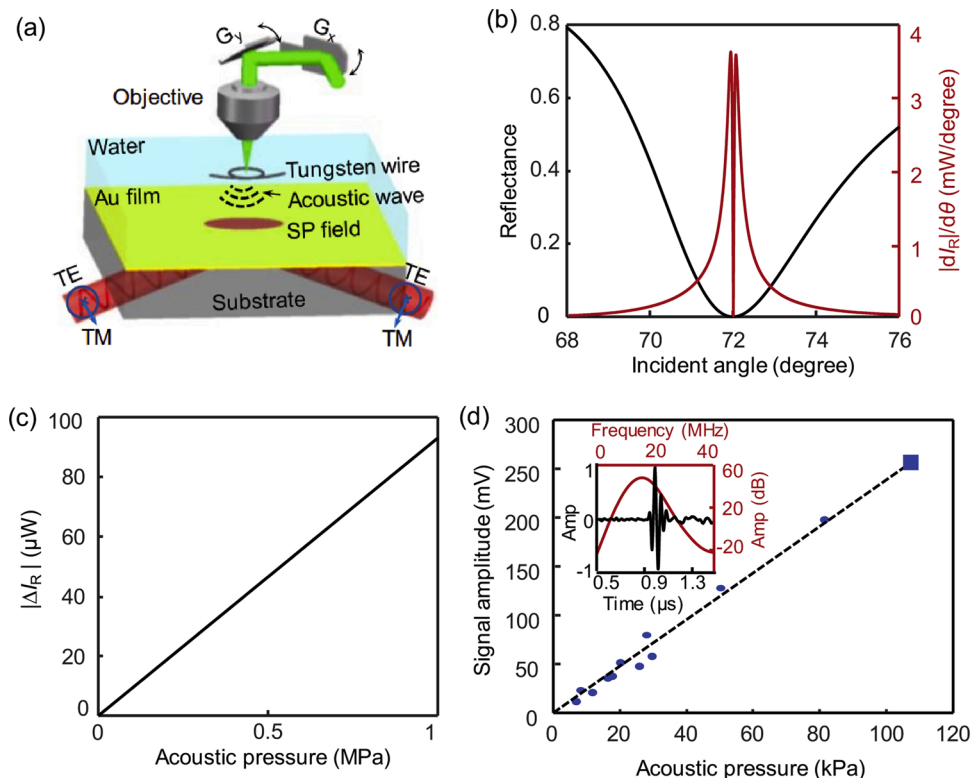 (a)
Gy
Gx
Objective
Water
Tungsten wire
Au film
Acoustic wave
SP field
TE
TE
Substrate
TM
TM
(b)
0.8
0.6
0.4
0.2
0
Reflectance
68
70
72
74
76
Incident angle (degree)
4
3
2
1
0
|dIR|/dθ (mW/degree)
(c)
100
80
60
40
20
0
|ΔIR| (μW)
0
0.5
1
Acoustic pressure (MPa)
(d)
300
250
200
150
100
50
0
Signal amplitude (mV)
0
20
40
60
80
100
120
Acoustic pressure (kPa)
Frequency (MHz)
0
20
40
1
0
-1
Amp
0.5
0.9
1.3
Time (μs)
60
20
-20
Amp (dB)